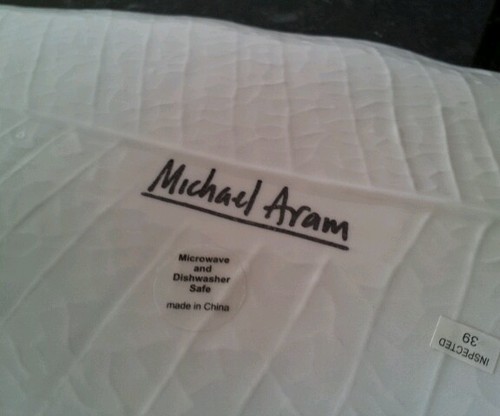 Michael Aram
Microwave
and
Dishwasher
Safe
made in China
INSPECTED
39